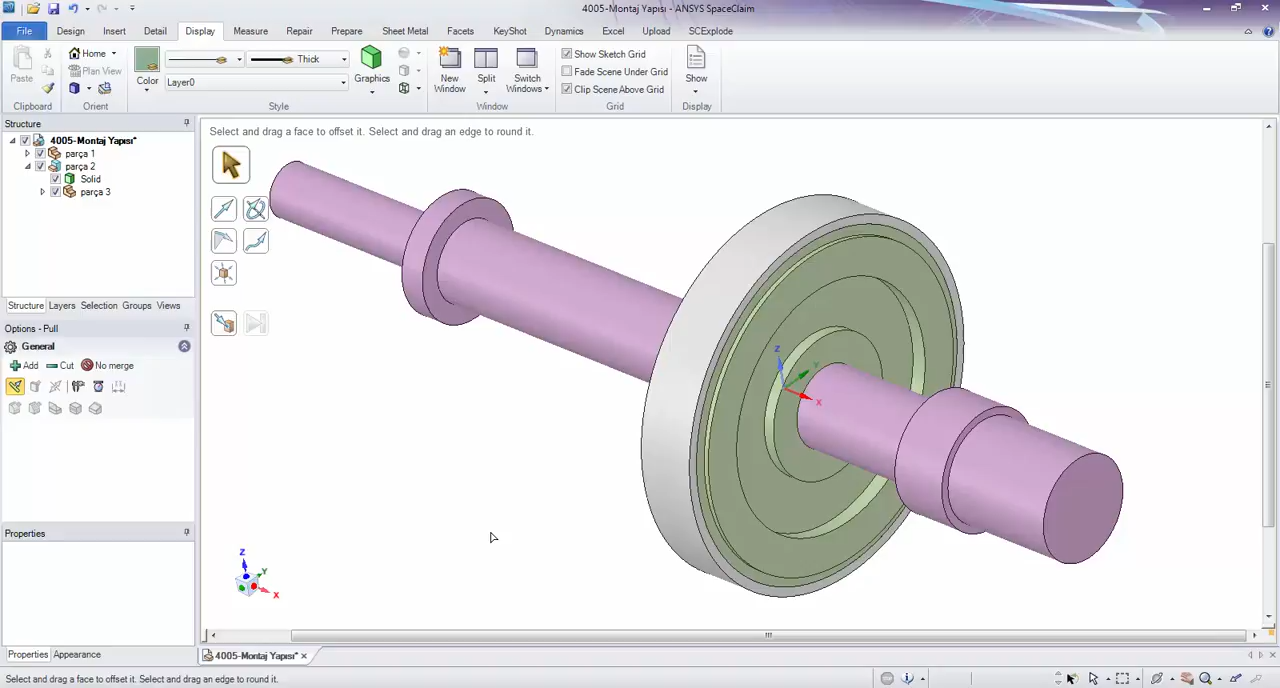 4005-Montaj Yapısı - ANSYS SpaceClaim
File Design Insert Detail Display Measure Repair Prepare Sheet Metal Facets KeyShot Dynamics Excel Upload SCExplode
Paste
Clipboard
Home
Plan View
Orient
Color
Thick
Layer0
Graphics
Style
New Window
Split
Switch Windows
Window
Show Sketch Grid
Fade Scene Under Grid
Clip Scene Above Grid
Grid
Show
Display
Structure
4005-Montaj Yapısı*
parça 1
parça 2
Solid
parça 3
Structure Layers Selection Groups Views
Options - Pull
General
Add Cut No merge
Properties
Properties Appearance
Select and drag a face to offset it. Select and drag an edge to round it.
Z
Y
X
Z
Y
X
4005-Montaj Yapısı*
Select and drag a face to offset it. Select and drag an edge to round it.